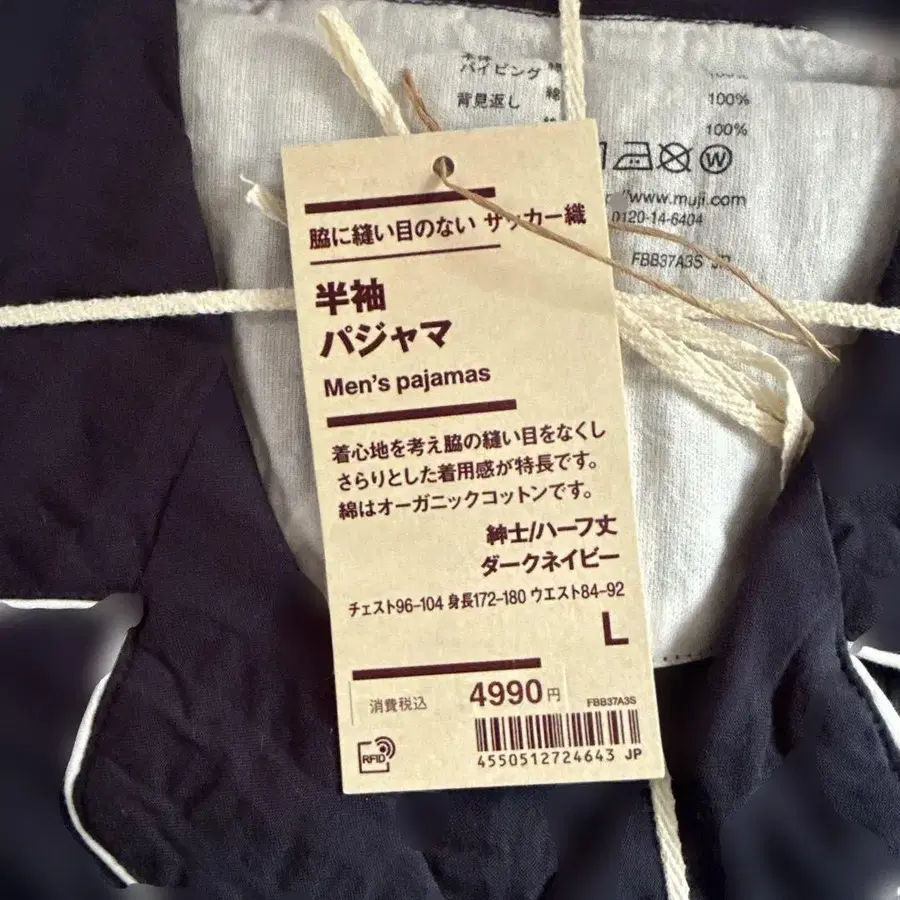 パイピング 綿 100%
背見返し 綿 100%
100%
W
www.muji.com
0120-14-6404
FBB37A3S JP
脇に縫い目のない サッカー織
半袖
パジャマ
Men's pajamas
着心地を考え脇の縫い目をなくし
さらりとした着用感が特長です。
綿はオーガニックコットンです。
紳士/ハーフ丈
ダークネイビー
チェスト96-104 身長172-180 ウエスト84-92
L
消費税込 4990円
FBB37A3S
RFID
4550512724643 JP